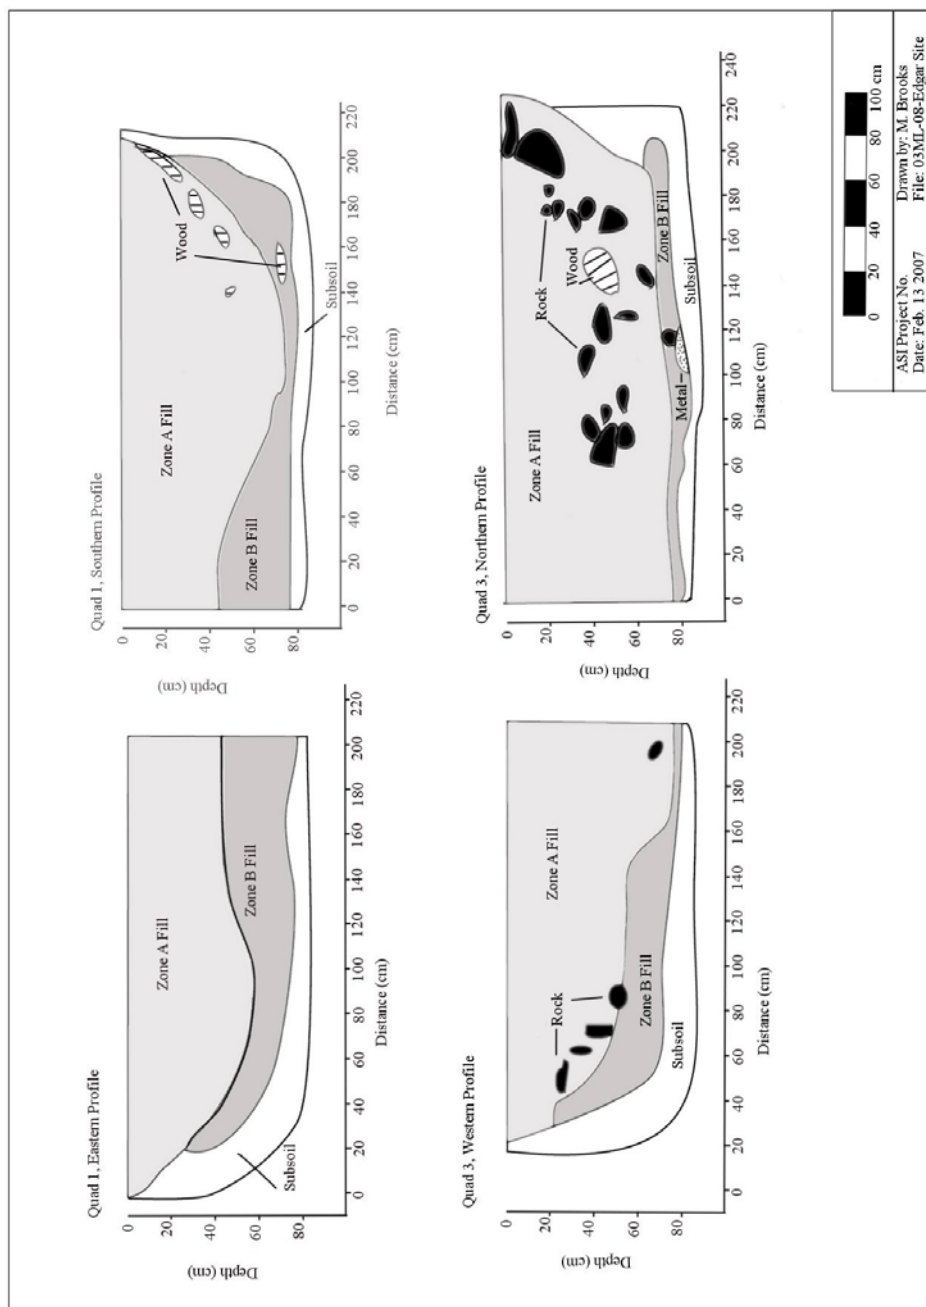 Quad 1, Eastern Profile
0
20
40
60
80
Depth (cm)
Zone A Fill
Zone B Fill
Subsoil
0
20
40
60
80
100
120
140
160
180
200
220
Distance (cm)
Quad 1, Southern Profile
0
20
40
60
80
Depth (cm)
Zone A Fill
Zone B Fill
Wood
Subsoil
0
20
40
60
80
100
120
140
160
180
200
220
Distance (cm)
Quad 3, Western Profile
0
20
40
60
80
Depth (cm)
Rock
Zone A Fill
Zone B Fill
Subsoil
0
20
40
60
80
100
120
140
160
180
200
220
Distance (cm)
Quad 3, Northern Profile
0
20
40
60
80
Depth (cm)
Zone A Fill
Rock
Wood
Metal
Zone B Fill
Subsoil
0
20
40
60
80
100
120
140
160
180
200
220
240
Distance (cm)
0 20 40 60 80 100 cm
ASI Project No. Drawn by: M. Brooks
Date: Feb. 13 2007 File: 03ML-08-Edgar Site